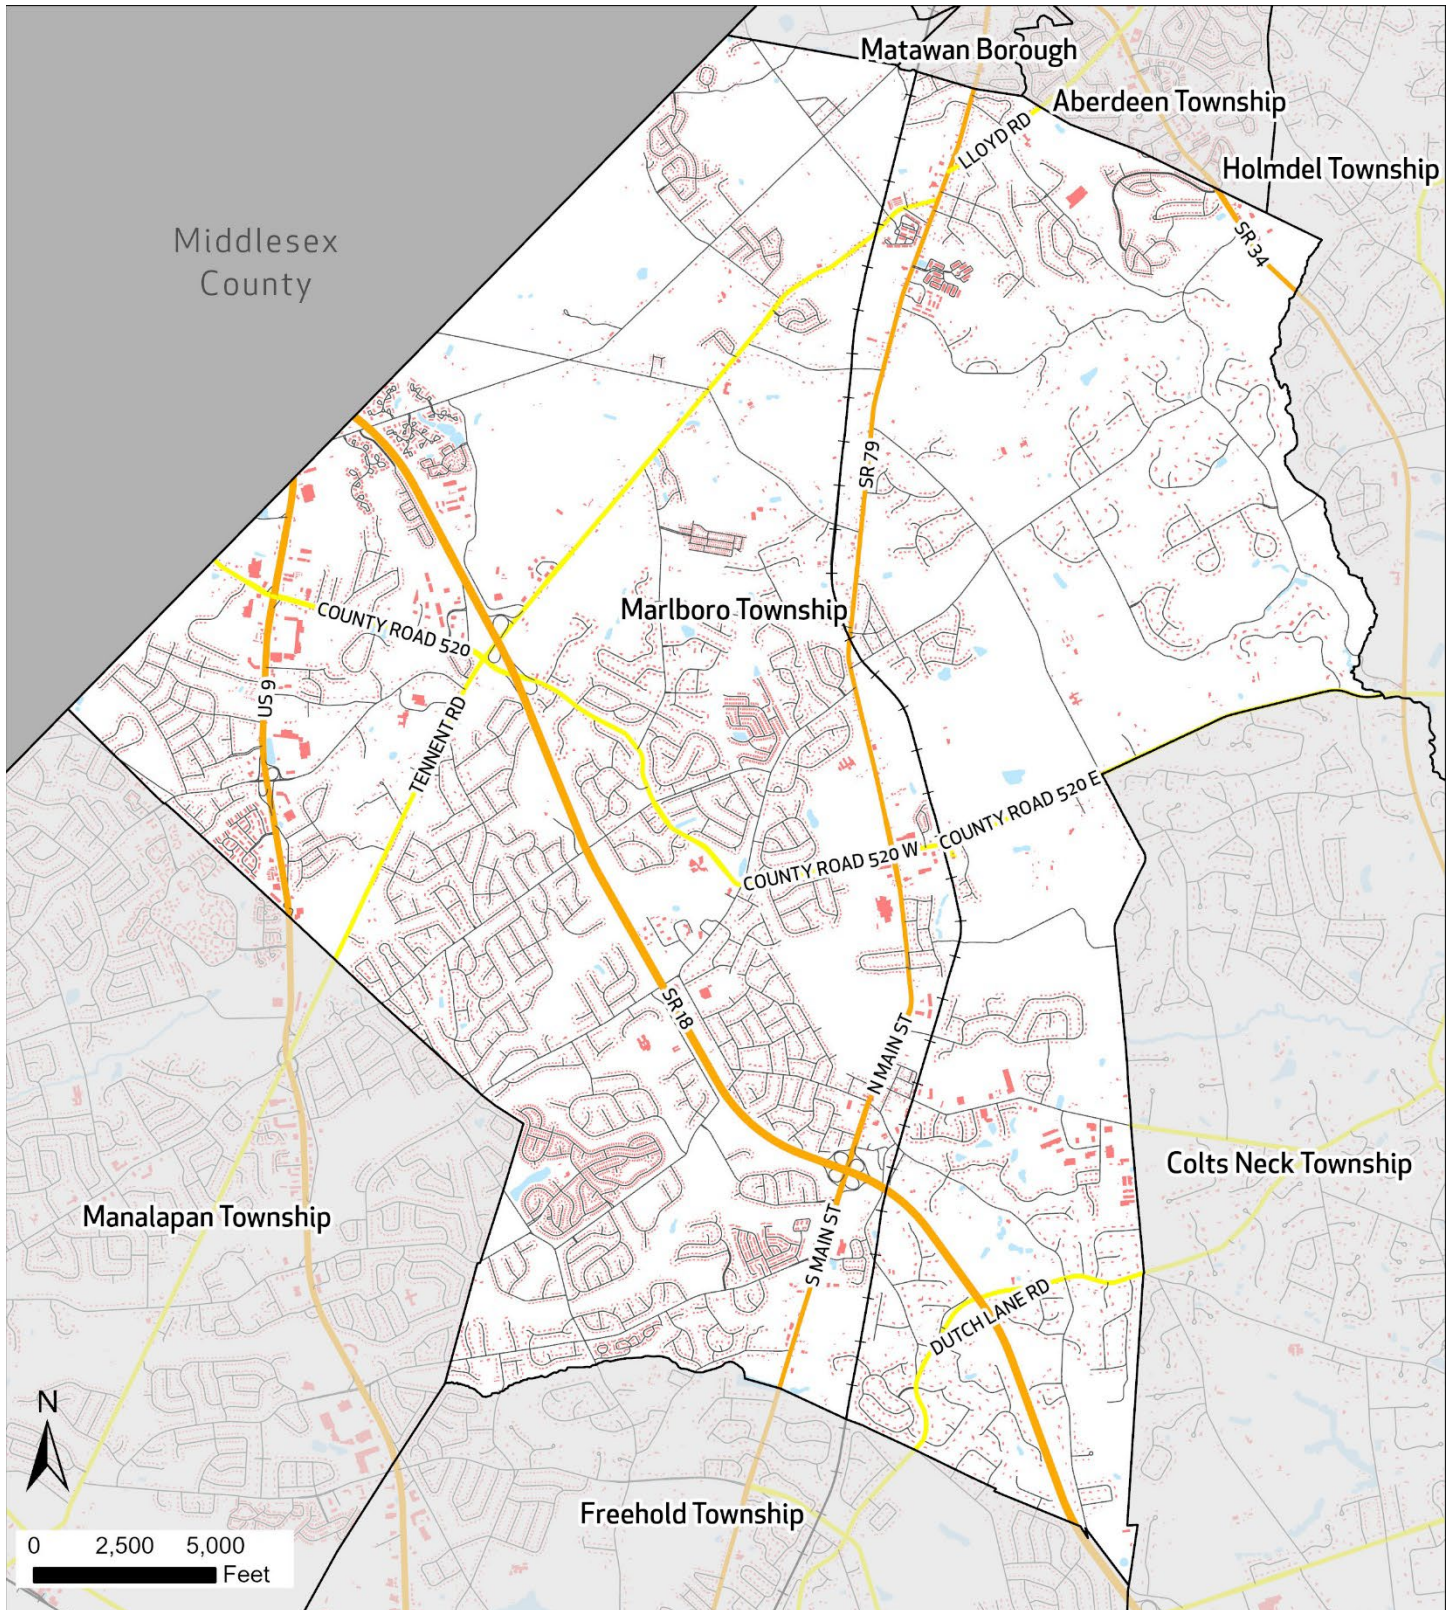 Matawan Borough
Aberdeen Township
LLOYD RD
Holmdel Township
SR 34
Middlesex
County
SR 79
COUNTY ROAD 520
Marlboro Township
US 9
TENNENT RD
COUNTY ROAD 520 E
COUNTY ROAD 520 W
SR 18
N MAIN ST
Colts Neck Township
Manalapan Township
S MAIN ST
DUTCH LANE RD
N
Freehold Township
0 2,500 5,000
Feet